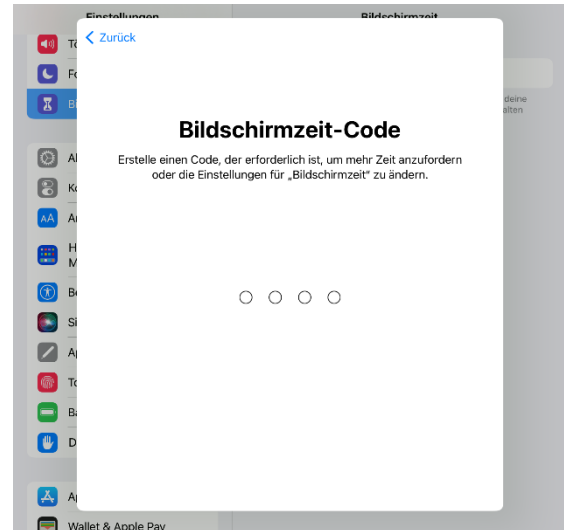 Einstellungen
Bildschirmzeit
Zurück
deine
alten
Bildschirmzeit-Code
Erstelle einen Code, der erforderlich ist, um mehr Zeit anzufordern
oder die Einstellungen für „Bildschirmzeit" zu ändern.
AA
Wallet & Apple Pay